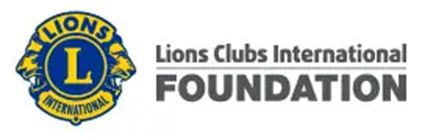 LIONS
L
INTERNATIONAL
Lions Clubs International
FOUNDATION